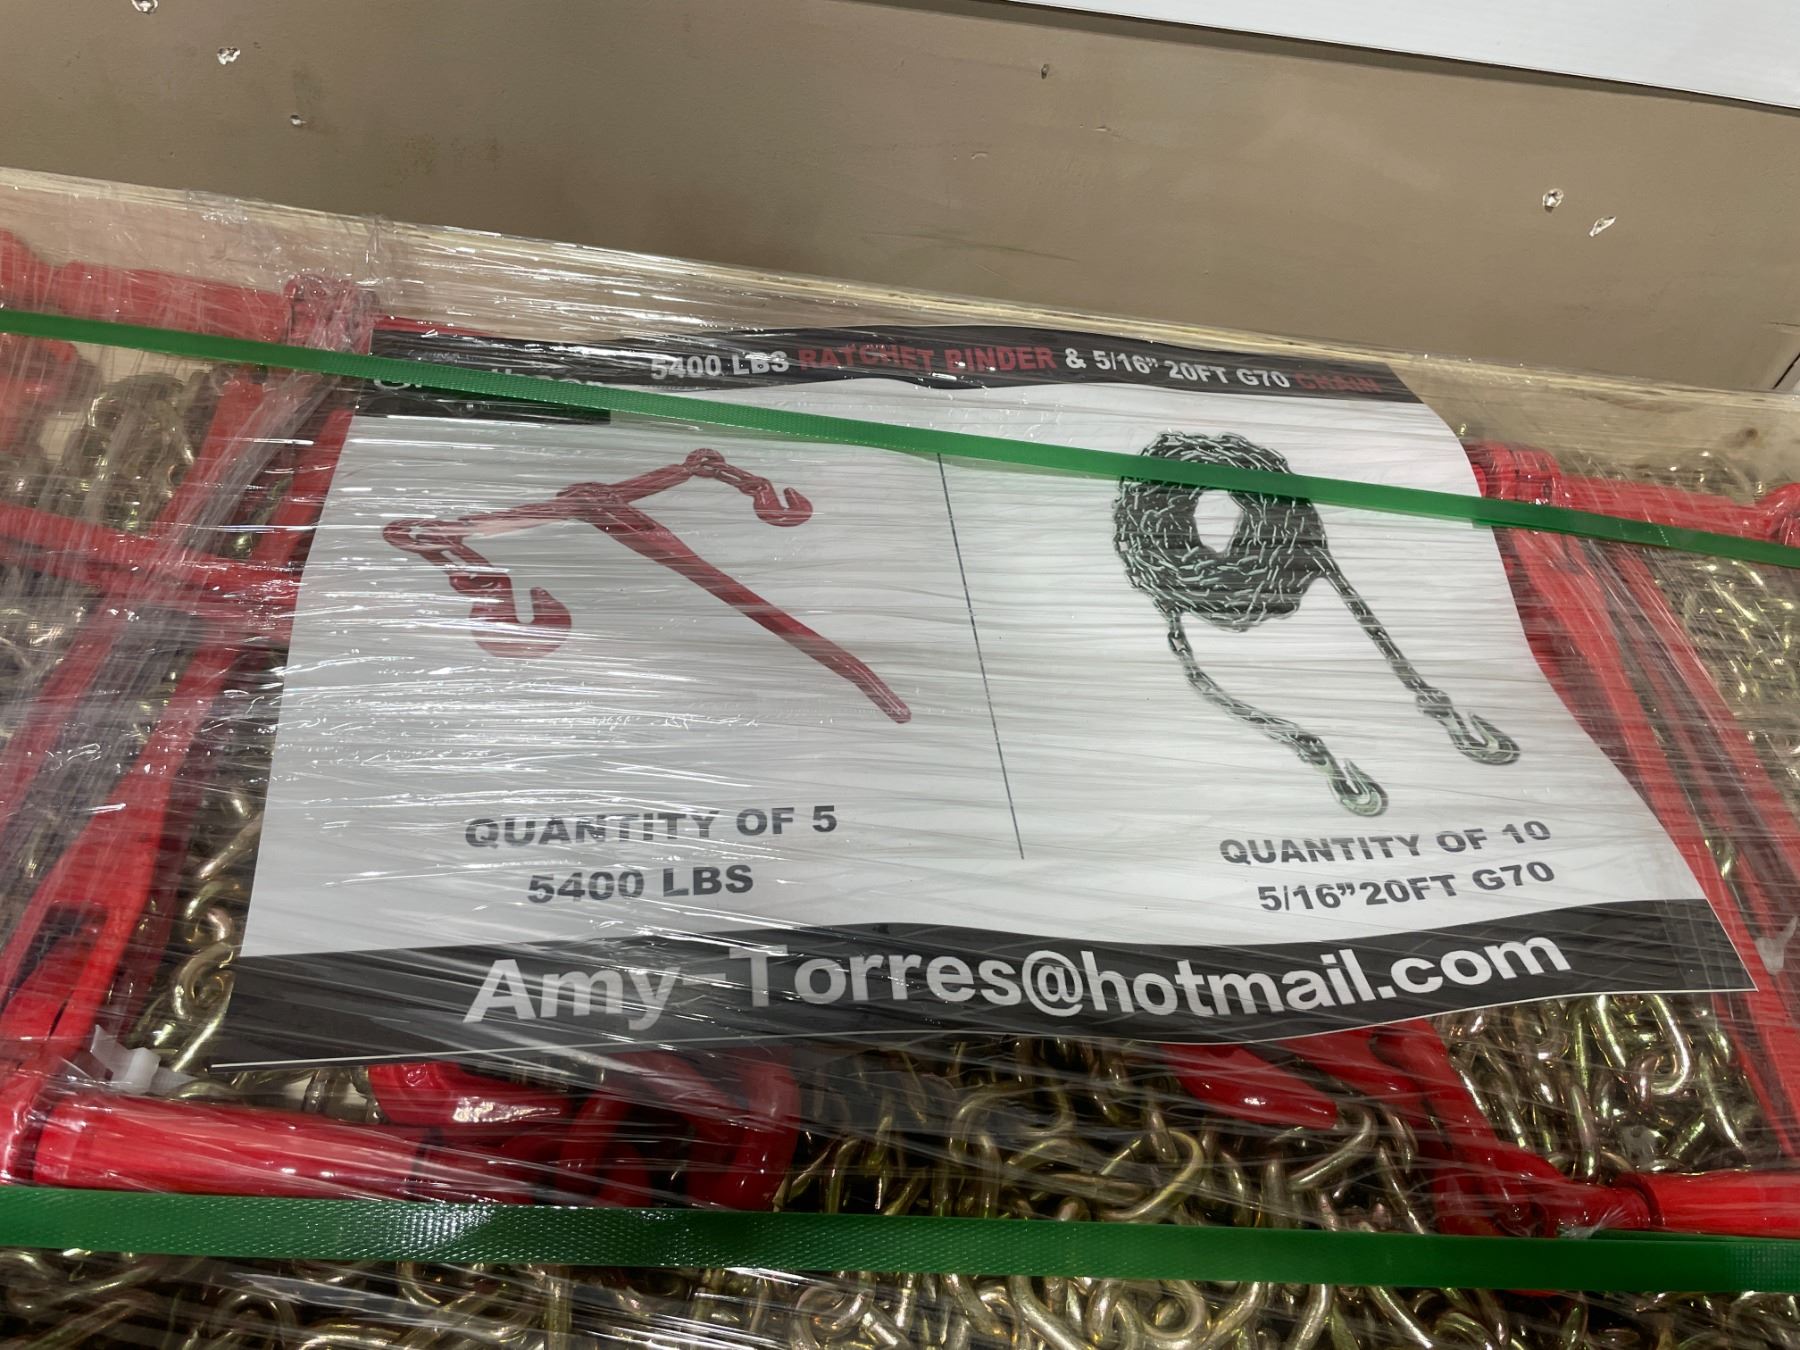 5400 LBS RATCHET BINDER & 5/16” 20FT G70 CHAIN
QUANTITY OF 5
5400 LBS
QUANTITY OF 10
5/16”20FT G70
Amy-Torres@hotmail.com